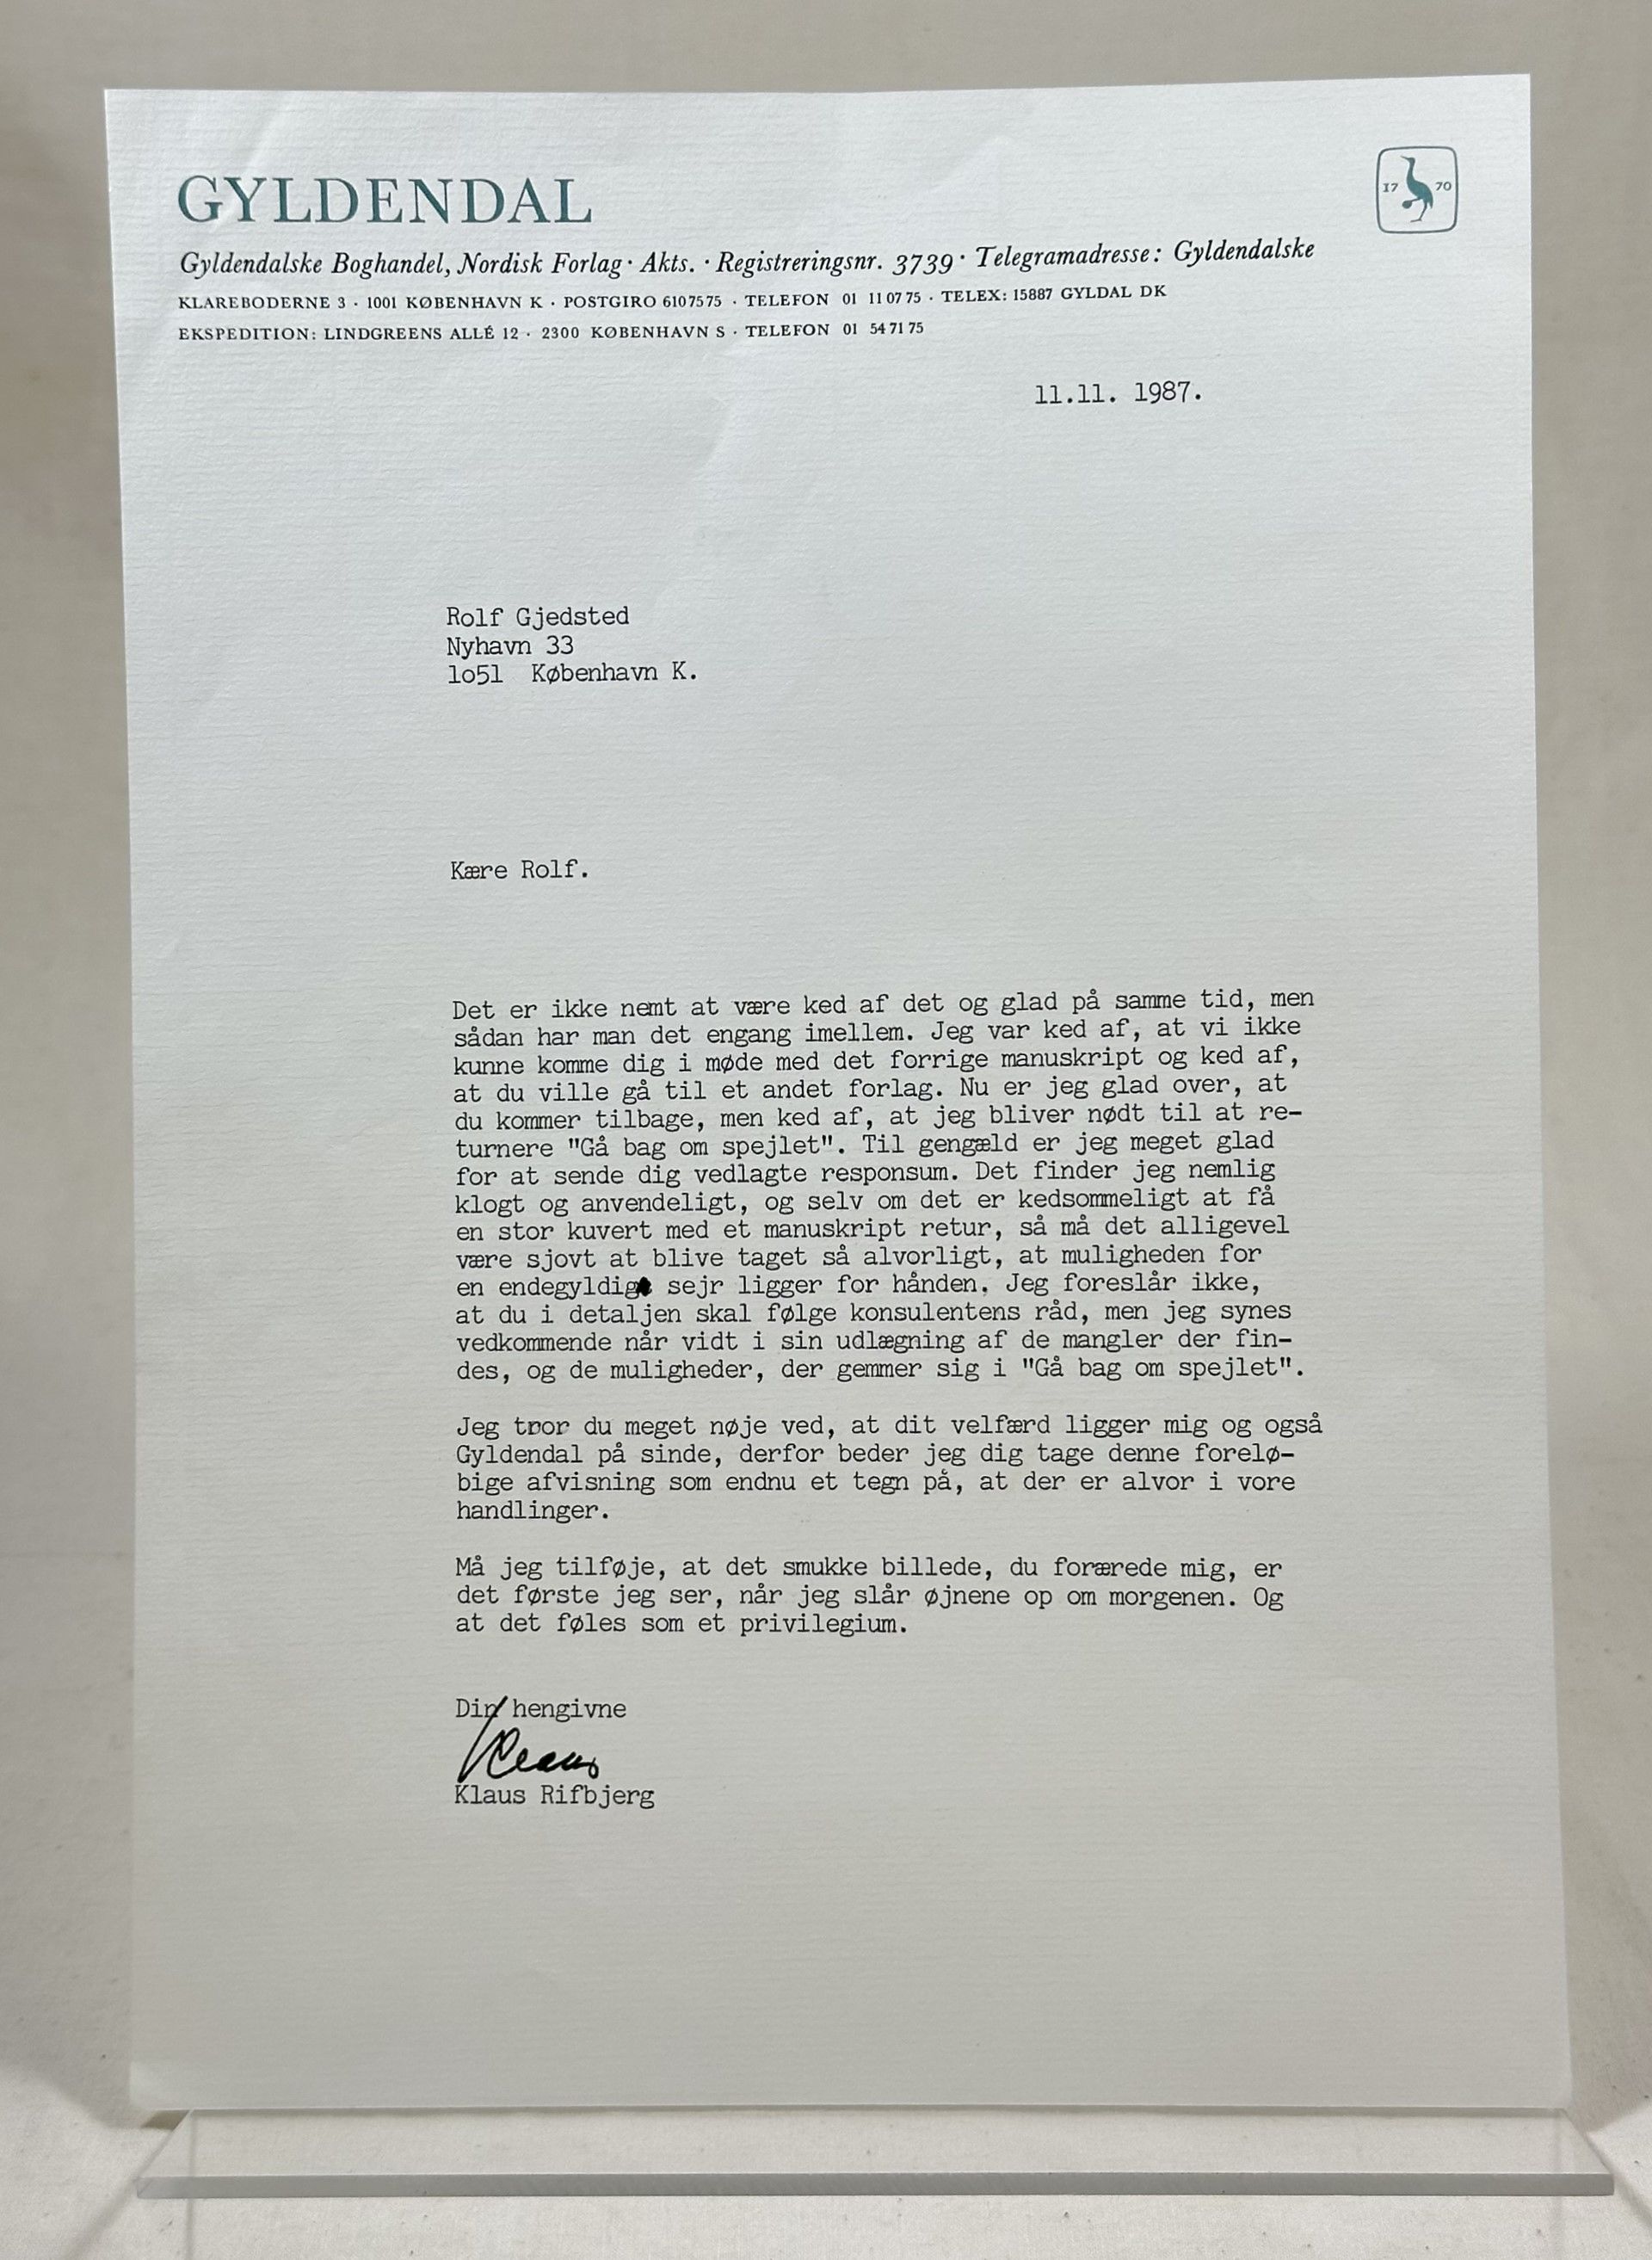 GYLDENDAL
17 70
Gyldendalske Boghandel, Nordisk Forlag · Akts. · Registreringsnr. 3739 · Telegramadresse: Gyldendalske
KLAREBODERNE 3 · 1001 KØBENHAVN K · POSTGIRO 6107575 · TELEFON 01 11 07 75 · TELEX: 15887 GYLDAL DK
EKSPEDITION: LINDGREENS ALLÉ 12 · 2300 KØBENHAVN S · TELEFON 01 54 71 75
11.11. 1987.
Rolf Gjedsted
Nyhavn 33
lo51 København K.
Kære Rolf.
Det er ikke nemt at være ked af det og glad på samme tid, men
sådan har man det engang imellem. Jeg var ked af, at vi ikke
kunne komme dig i møde med det forrige manuskript og ked af,
at du ville gå til et andet forlag. Nu er jeg glad over, at
du kommer tilbage, men ked af, at jeg bliver nødt til at re-
turnere "Gå bag om spejlet". Til gengæld er jeg meget glad
for at sende dig vedlagte responsum. Det finder jeg nemlig
klogt og anvendeligt, og selv om det er kedsommeligt at få
en stor kuvert med et manuskript retur, så må det alligevel
være sjovt at blive taget så alvorligt, at muligheden for
en endegyldig sejr ligger for hånden. Jeg foreslår ikke,
at du i detaljen skal følge konsulentens råd, men jeg synes
vedkommende når vidt i sin udlægning af de mangler der fin-
des, og de muligheder, der gemmer sig i "Gå bag om spejlet".
Jeg tror du meget nøje ved, at dit velfærd ligger mig og også
Gyldendal på sinde, derfor beder jeg dig tage denne forelø-
bige afvisning som endnu et tegn på, at der er alvor i vore
handlinger.
Må jeg tilføje, at det smukke billede, du forærede mig, er
det første jeg ser, når jeg slår øjnene op om morgenen. Og
at det føles som et privilegium.
Din hengivne
Klaus
Klaus Rifbjerg